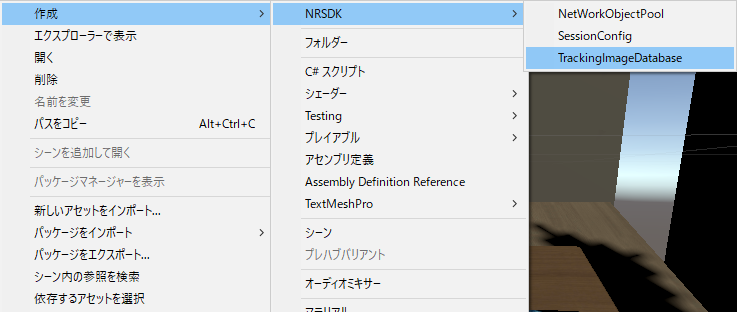 作成
エクスプローラーで表示
開く
削除
名前を変更
パスをコピー Alt+Ctrl+C
シーンを追加して開く
パッケージマネージャーを表示
新しいアセットをインポート...
パッケージをインポート
パッケージをエクスポート...
シーン内の参照を検索
依存するアセットを選択
NRSDK
フォルダー
C# スクリプト
シェーダー
Testing
プレイアブル
アセンブリ定義
Assembly Definition Reference
TextMeshPro
シーン
プレハブバリアント
オーディオミキサー
マテリアル
NetWorkObjectPool
SessionConfig
TrackingImageDatabase